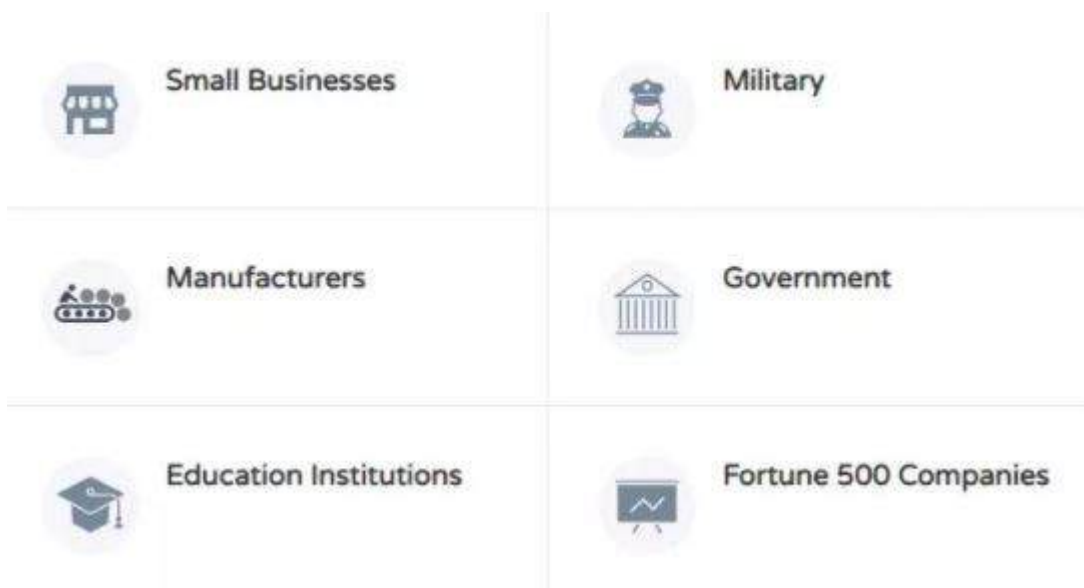 Small Businesses
Military
Manufacturers
Government
Education Institutions
Fortune 500 Companies